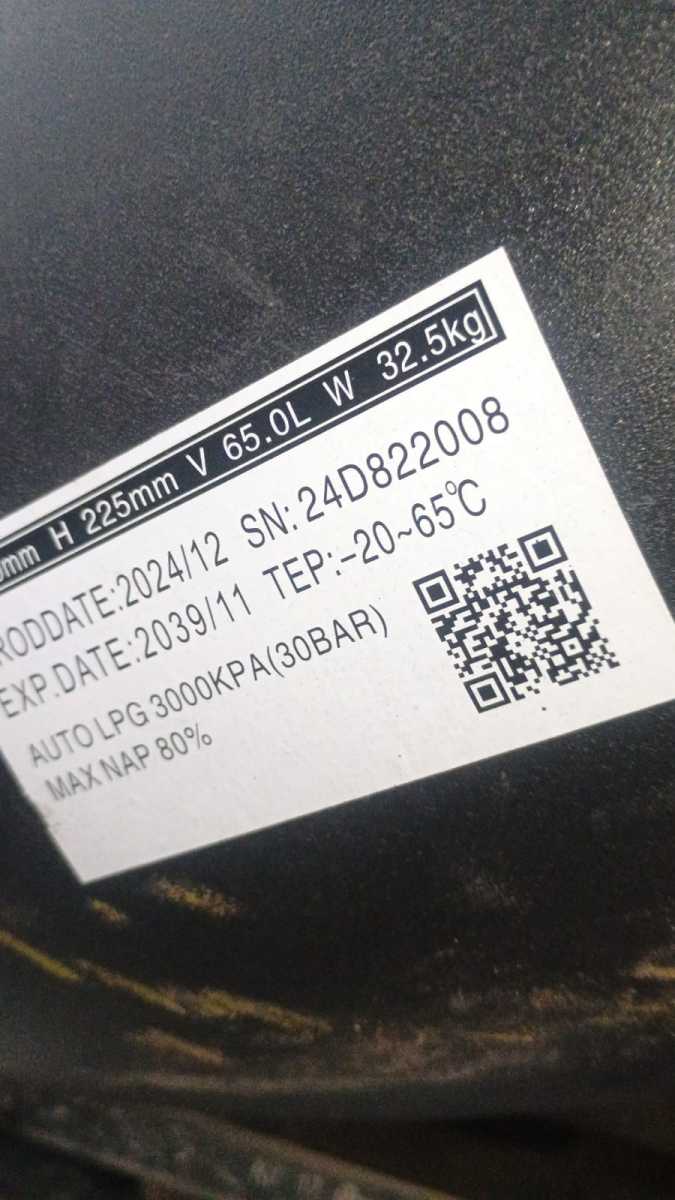 0mm H 225mm V 65.0L W 32.5kg
RODDATE:2024/12 SN:24D822008
EXP.DATE:2039/11 TEP:-20~65℃
AUTO LPG 3000KPA(30BAR)
MAX NAP 80%